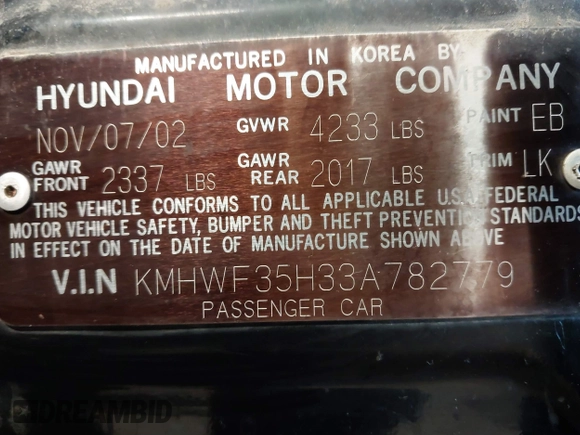 MANUFACTURED IN KOREA BY
HYUNDAI MOTOR COMPANY
NOV/07/02 GVWR 4233 LBS PAINT EB
GAWR FRONT 2337 LBS GAWR REAR 2017 LBS TRIM LK
THIS VEHICLE CONFORMS TO ALL APPLICABLE U.S. FEDERAL
MOTOR VEHICLE SAFETY, BUMPER AND THEFT PREVENTION STANDARDS
IN EFFECT ON THE DATE OF MANUFACTURE SHOWN ABOVE
V.I.N KMHWF35H33A782779
PASSENGER CAR
DREAMBID